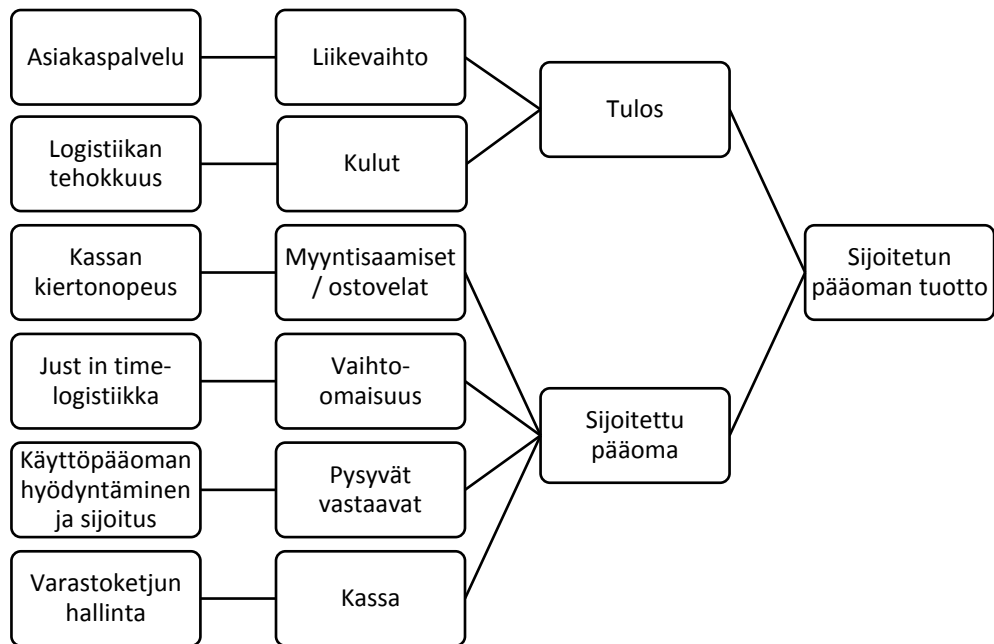 Asiakaspalvelu
Liikevaihto
Tulos
Logistiikan
tehokkuus
Kulut
Kassan
kiertonopeus
Myyntisaamiset
/ ostovelat
Sijoitetun
pääoman tuotto
Just in time-
logistiikka
Vaihto-
omaisuus
Sijoitettu
pääoma
Käyttöpääoman
hyödyntäminen
ja sijoitus
Pysyvät
vastaavat
Varastoketjun
hallinta
Kassa